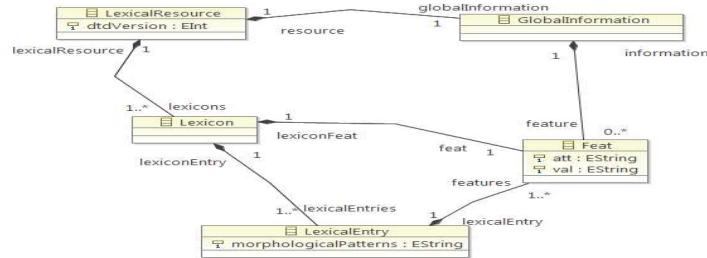 LexicalResource
dtdVersion : EInt
1
globalInformation
resource
1
GlobalInformation
lexicalResource
1
1
information
1..*
lexicons
Lexicon
1
lexiconFeat
feature
0..*
lexiconEntry
1
feat
1
Feat
att : EString
val : EString
features
1..*
1..*
lexicalEntries
1
lexicalEntry
LexicalEntry
morphologicalPatterns : EString